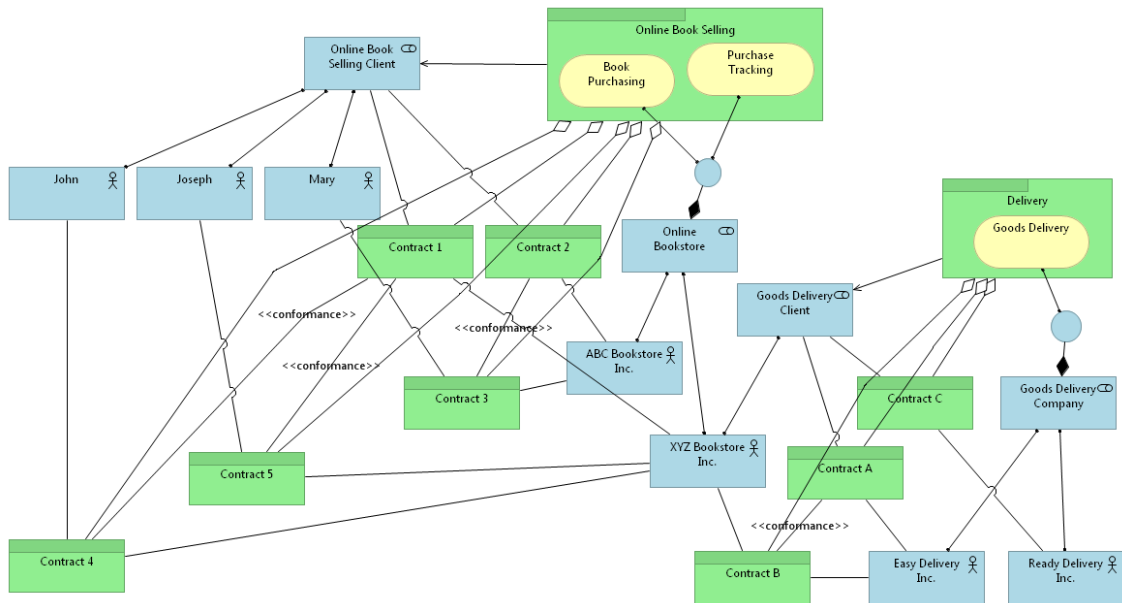 Online Book Selling
Online Book
Selling Client
Book
Purchasing
Purchase
Tracking
John
Joseph
Mary
Delivery
Goods Delivery
Contract 1
Contract 2
Online
Bookstore
Goods Delivery
Client
<<conformance>>
<<conformance>>
<<conformance>>
ABC Bookstore
Inc.
Contract 3
Contract C
Goods Delivery
Company
XYZ Bookstore
Inc.
Contract 5
Contract A
<<conformance>>
Contract 4
Contract B
Easy Delivery
Inc.
Ready Delivery
Inc.